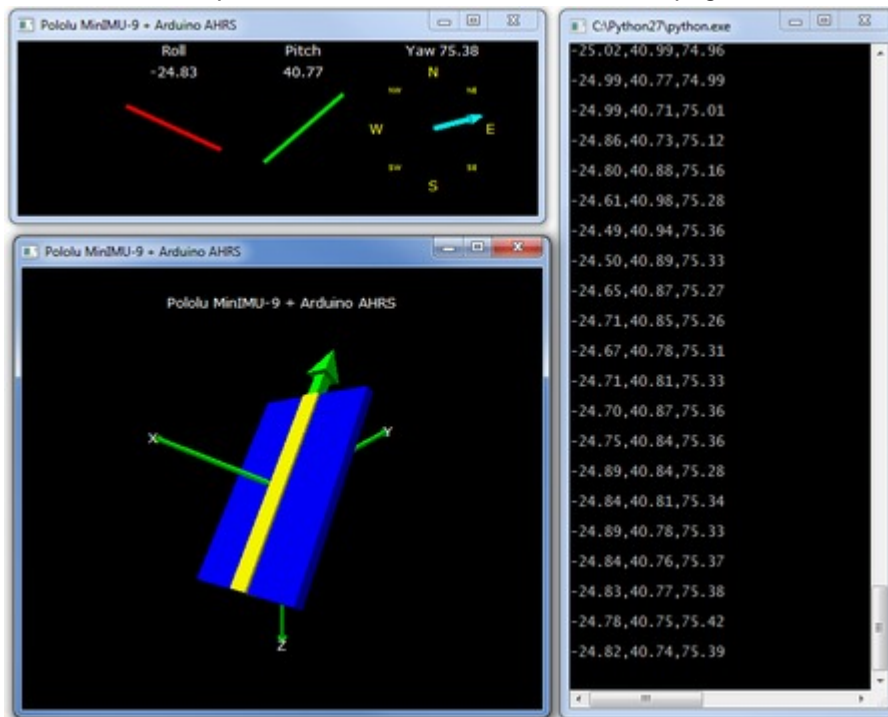 Pololu MinIMU-9 + Arduino AHRS
Roll Pitch Yaw 75.38
-24.83 40.77
N
NW NE
W E
SW SE
S
Pololu MinIMU-9 + Arduino AHRS
Pololu MinIMU-9 + Arduino AHRS
X Y
Z
C:\Python27\python.exe
-25.02,40.99,74.96
-24.99,40.77,74.99
-24.99,40.71,75.01
-24.86,40.73,75.12
-24.80,40.88,75.16
-24.61,40.98,75.28
-24.49,40.94,75.36
-24.50,40.89,75.33
-24.65,40.87,75.27
-24.71,40.85,75.26
-24.67,40.78,75.31
-24.71,40.81,75.33
-24.70,40.87,75.36
-24.75,40.84,75.36
-24.89,40.84,75.28
-24.84,40.81,75.34
-24.89,40.78,75.33
-24.84,40.76,75.37
-24.83,40.77,75.38
-24.78,40.75,75.42
-24.82,40.74,75.39